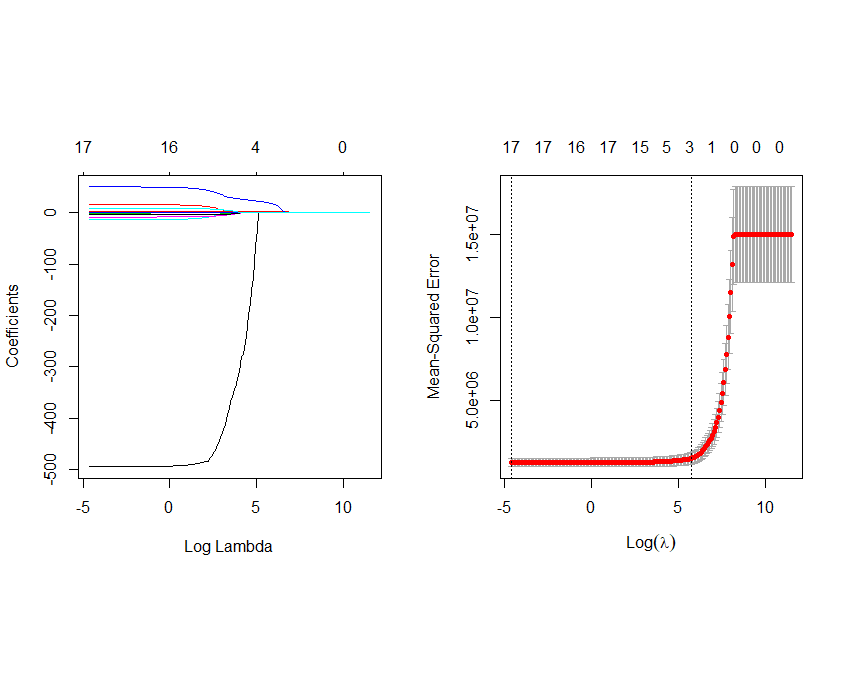 17 16 4 0
0
-100
-200
-300
-400
-500
Coefficients
-5 0 5 10
Log Lambda
17 17 16 17 15 5 3 1 0 0 0
1.5e+07
1.0e+07
5.0e+06
Mean-Squared Error
-5 0 5 10
Log(λ)